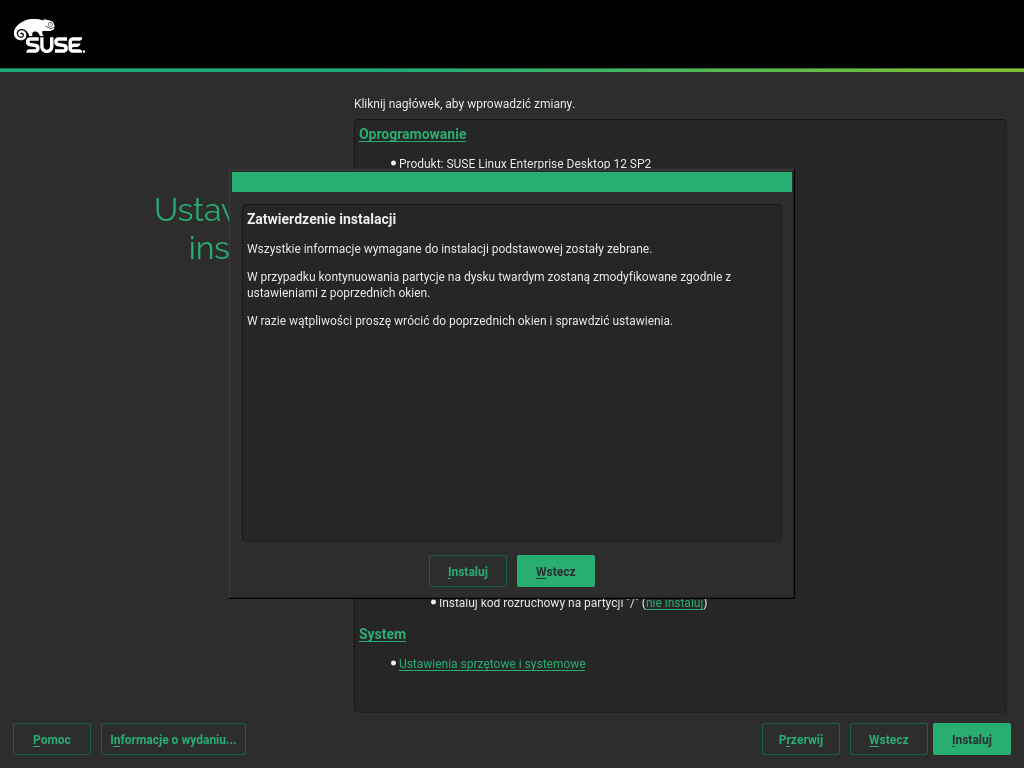 SUSE.
Kliknij nagłówek, aby wprowadzić zmiany.
Oprogramowanie
Produkt: SUSE Linux Enterprise Desktop 12 SP2
Zatwierdzenie instalacji
Wszystkie informacje wymagane do instalacji podstawowej zostały zebrane.
W przypadku kontynuowania partycje na dysku twardym zostaną zmodyfikowane zgodnie z
ustawieniami z poprzednich okien.
W razie wątpliwości proszę wrócić do poprzednich okien i sprawdzić ustawienia.
Instaluj Wstecz
Instaluj kod rozruchowy na partycji "/" (nie instaluj)
System
Ustawienia sprzętowe i systemowe
Pomoc Informacje o wydaniu... Przerwij Wstecz Instaluj